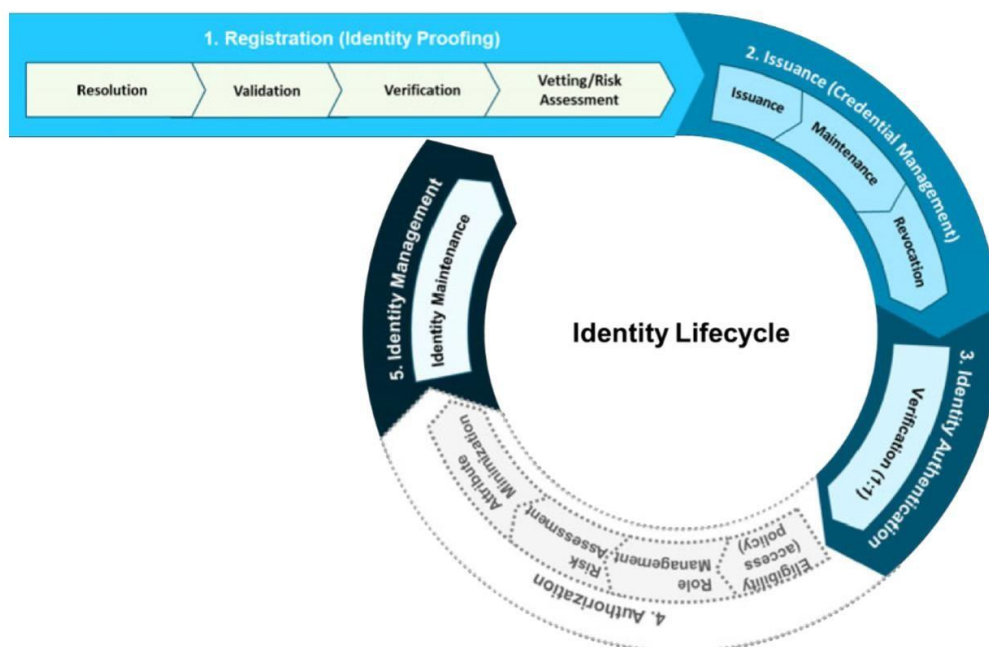 1. Registration (Identity Proofing)
Resolution
Validation
Verification
Vetting/Risk
Assessment
2. Issuance (Credential Management)
Issuance
Maintenance
Revocation
3. Identity Authentication
Verification (1:1)
4. Authorization
Eligibility
(access
policy)
Role
Management
Risk
Assessment
Attribute
Minimization
5. Identity Management
Identity Maintenance
Identity Lifecycle